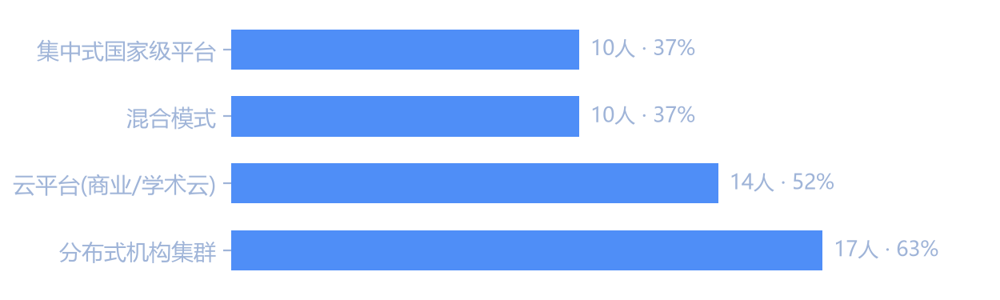 集中式国家级平台 10人 · 37%
混合模式 10人 · 37%
云平台(商业/学术云) 14人 · 52%
分布式机构集群 17人 · 63%